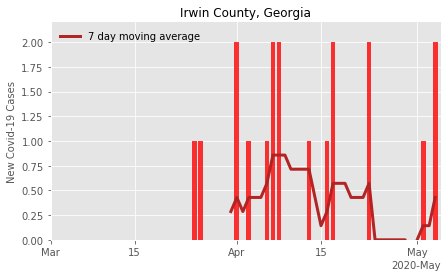 Irwin County, Georgia
7 day moving average
New Covid-19 Cases
2.00
1.75
1.50
1.25
1.00
0.75
0.50
0.25
0.00
Mar 15 Apr 15 May
2020-May